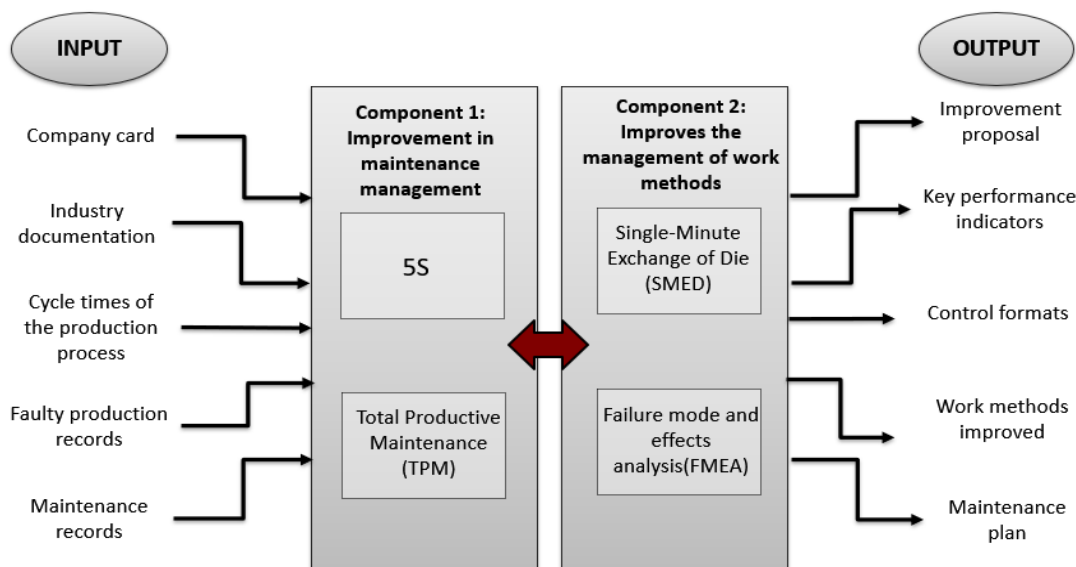 INPUT
Company card
Industry
documentation
Cycle times of
the production
process
Faulty production
records
Maintenance
records
Component 1:
Improvement in
maintenance
management
5S
Total Productive
Maintenance
(TPM)
Component 2:
Improves the
management of work
methods
Single-Minute
Exchange of Die
(SMED)
Failure mode and
effects
analysis(FMEA)
OUTPUT
Improvement
proposal
Key performance
indicators
Control formats
Work methods
improved
Maintenance
plan